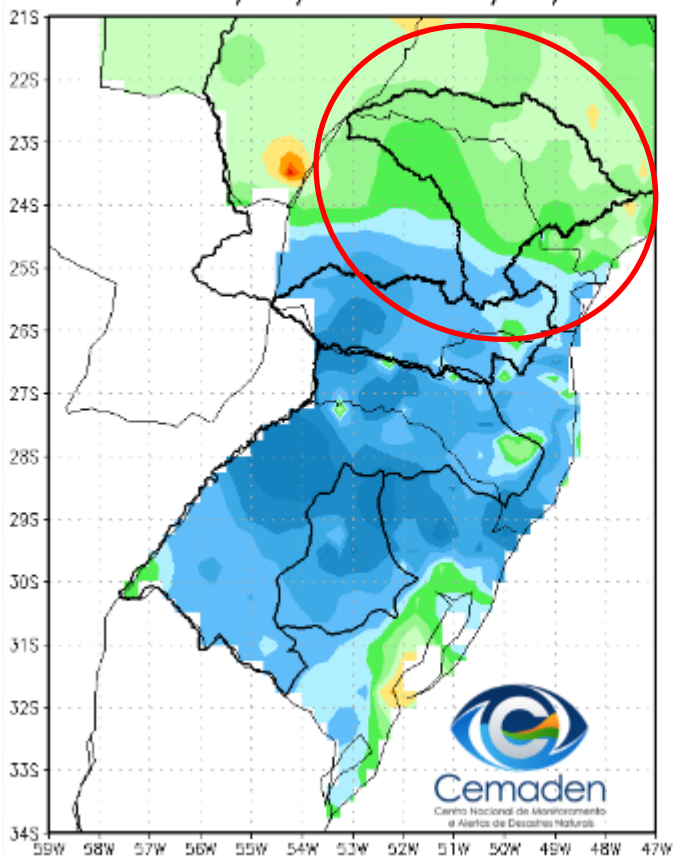 21S
22S
23S
24S
25S
26S
27S
28S
29S
30S
31S
32S
33S
34S
59W 58W 57W 56W 55W 54W 53W 52W 51W 50W 49W 48W 47W
Cemaden
Centro Nacional de Monitoramento
e Alertas de Desastres Naturais